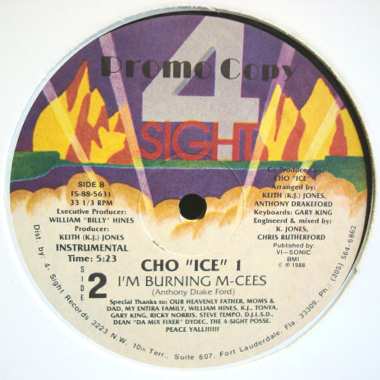 Promo Copy
4
SIGHT
SIDE B
FS-88-5631
33 1/3 RPM
Executive Producer:
WILLIAM "BILLY" HINES
Producer:
KEITH (K.J.) JONES
INSTRUMENTAL
Time: 5:23
Co-Produced
CHO "ICE" 1
Arranged by:
KEITH (K.J.) JONES,
ANTHONY DRAKEFORD
Keyboards: GARY KING
Engineerd & mixed by
K. JONES,
CHRIS RUTHERFORD
Published by:
VI-SONIC
BMI
© ℗ 1988
SIDE
2
CHO "ICE" 1
I'M BURNING M-CEES
(Anthony Drake Ford)
Special Thanks to: OUR HEAVENLY FATHER, MOMS &
DAD, MY ENTIRA FAMILY, WILLIAM HINES, K.J., TONYA,
GARY KING, RICKY NORRIS, STEVE TEMPO, D.J.U.S.D.,
DEAN "DA MIX FIXER" DYDEC, THE 4-SIGHT POSSE.
PEACE YALL!!!!!
Dist. by: 4-Sight Records 3223 N.W. 10th Terr., Suite 607, Fort Lauderdale, Fla. 33309. Ph. (305) 564-6862